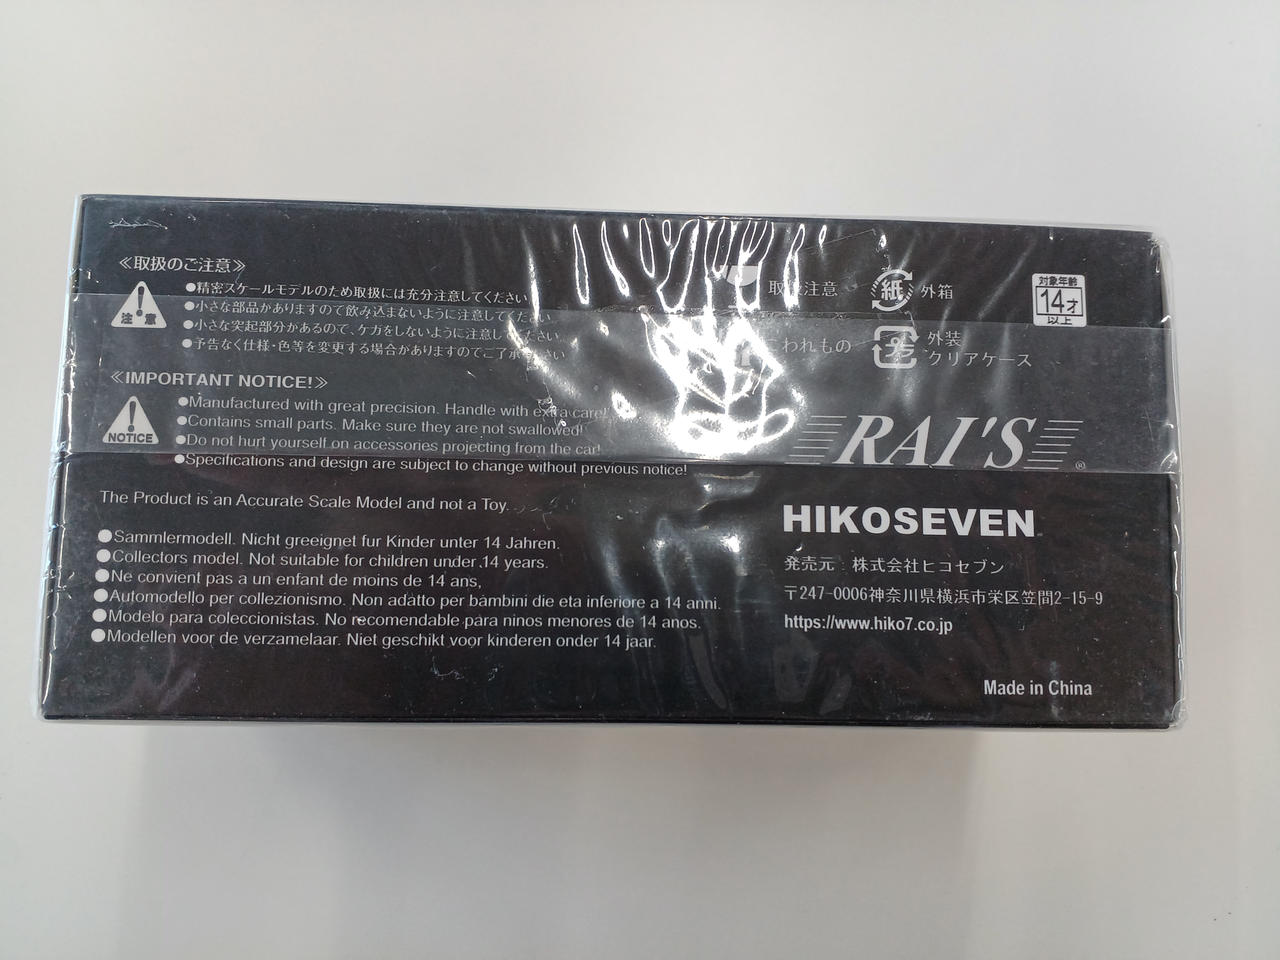 ≪取扱のご注意≫
注 意
●精密スケールモデルのため取扱には充分注意してください
●小さな部品がありますので飲み込まないように注意してください
●小さな突起部分があるので、ケガをしないように注意してください
●予告なく仕様・色等を変更する場合がありますのでご了承ください
≪IMPORTANT NOTICE!≫
NOTICE
●Manufactured with great precision. Handle with extra care!
●Contains small parts. Make sure they are not swallowed!
●Do not hurt yourself on accessories projecting from the car!
●Specifications and design are subject to change without previous notice!
The Product is an Accurate Scale Model and not a Toy.
●Sammlermodell. Nicht geeignet fur Kinder unter 14 Jahren.
●Collectors model. Not suitable for children under 14 years.
●Ne convient pas a un enfant de moins de 14 ans,
●Automodello per collezionismo. Non adatto per bambini die eta inferiore a 14 anni.
●Modelo para coleccionistas. No recomendable para ninos menores de 14 anos.
●Modellen voor de verzamelaar. Niet geschikt voor kinderen onder 14 jaar.
取扱注意
紙 外箱
こわれもの
プラ 外装
クリアケース
対象年齢
14才
以上
RAI'S®
HIKOSEVEN
発売元：株式会社ヒコセブン
〒247-0006神奈川県横浜市栄区笠間2-15-9
https://www.hiko7.co.jp
Made in China